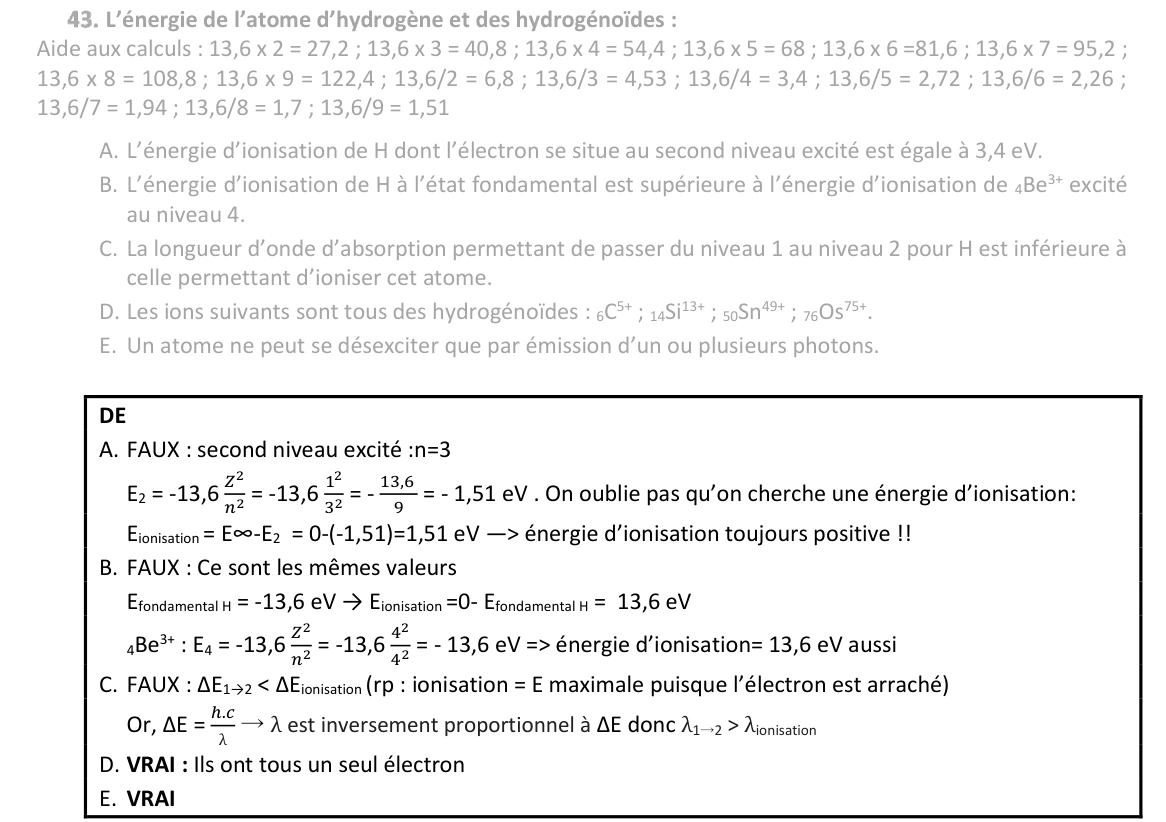 43. L’énergie de l’atome d’hydrogène et des hydrogénoïdes :
Aide aux calculs : 13,6 x 2 = 27,2 ; 13,6 x 3 = 40,8 ; 13,6 x 4 = 54,4 ; 13,6 x 5 = 68 ; 13,6 x 6 =81,6 ; 13,6 x 7 = 95,2 ;
13,6 x 8 = 108,8 ; 13,6 x 9 = 122,4 ; 13,6/2 = 6,8 ; 13,6/3 = 4,53 ; 13,6/4 = 3,4 ; 13,6/5 = 2,72 ; 13,6/6 = 2,26 ;
13,6/7 = 1,94 ; 13,6/8 = 1,7 ; 13,6/9 = 1,51
A. L’énergie d’ionisation de H dont l’électron se situe au second niveau excité est égale à 3,4 eV.
B. L’énergie d’ionisation de H à l’état fondamental est supérieure à l’énergie d’ionisation de ₄Be³⁺ excité
au niveau 4.
C. La longueur d’onde d’absorption permettant de passer du niveau 1 au niveau 2 pour H est inférieure à
celle permettant d’ioniser cet atome.
D. Les ions suivants sont tous des hydrogénoïdes : ₆C⁵⁺ ; ₁₄Si¹³⁺ ; ₅₀Sn⁴⁹⁺ ; ₇₆Os⁷⁵⁺.
E. Un atome ne peut se désexciter que par émission d’un ou plusieurs photons.
DE
A. FAUX : second niveau excité :n=3
E₂ = -13,6 Z²/n² = -13,6 1²/3² = - 13,6/9 = - 1,51 eV . On oublie pas qu’on cherche une énergie d’ionisation:
Eionisation = E∞-E₂ = 0-(-1,51)=1,51 eV —> énergie d’ionisation toujours positive !!
B. FAUX : Ce sont les mêmes valeurs
Efondamental H = -13,6 eV → Eionisation =0- Efondamental H = 13,6 eV
₄Be³⁺ : E₄ = -13,6 Z²/n² = -13,6 4²/4² = - 13,6 eV => énergie d’ionisation= 13,6 eV aussi
C. FAUX : ΔE₁→₂ < ΔEionisation (rp : ionisation = E maximale puisque l’électron est arraché)
Or, ΔE = h.c/λ → λ est inversement proportionnel à ΔE donc λ₁→₂ > λionisation
D. VRAI : Ils ont tous un seul électron
E. VRAI